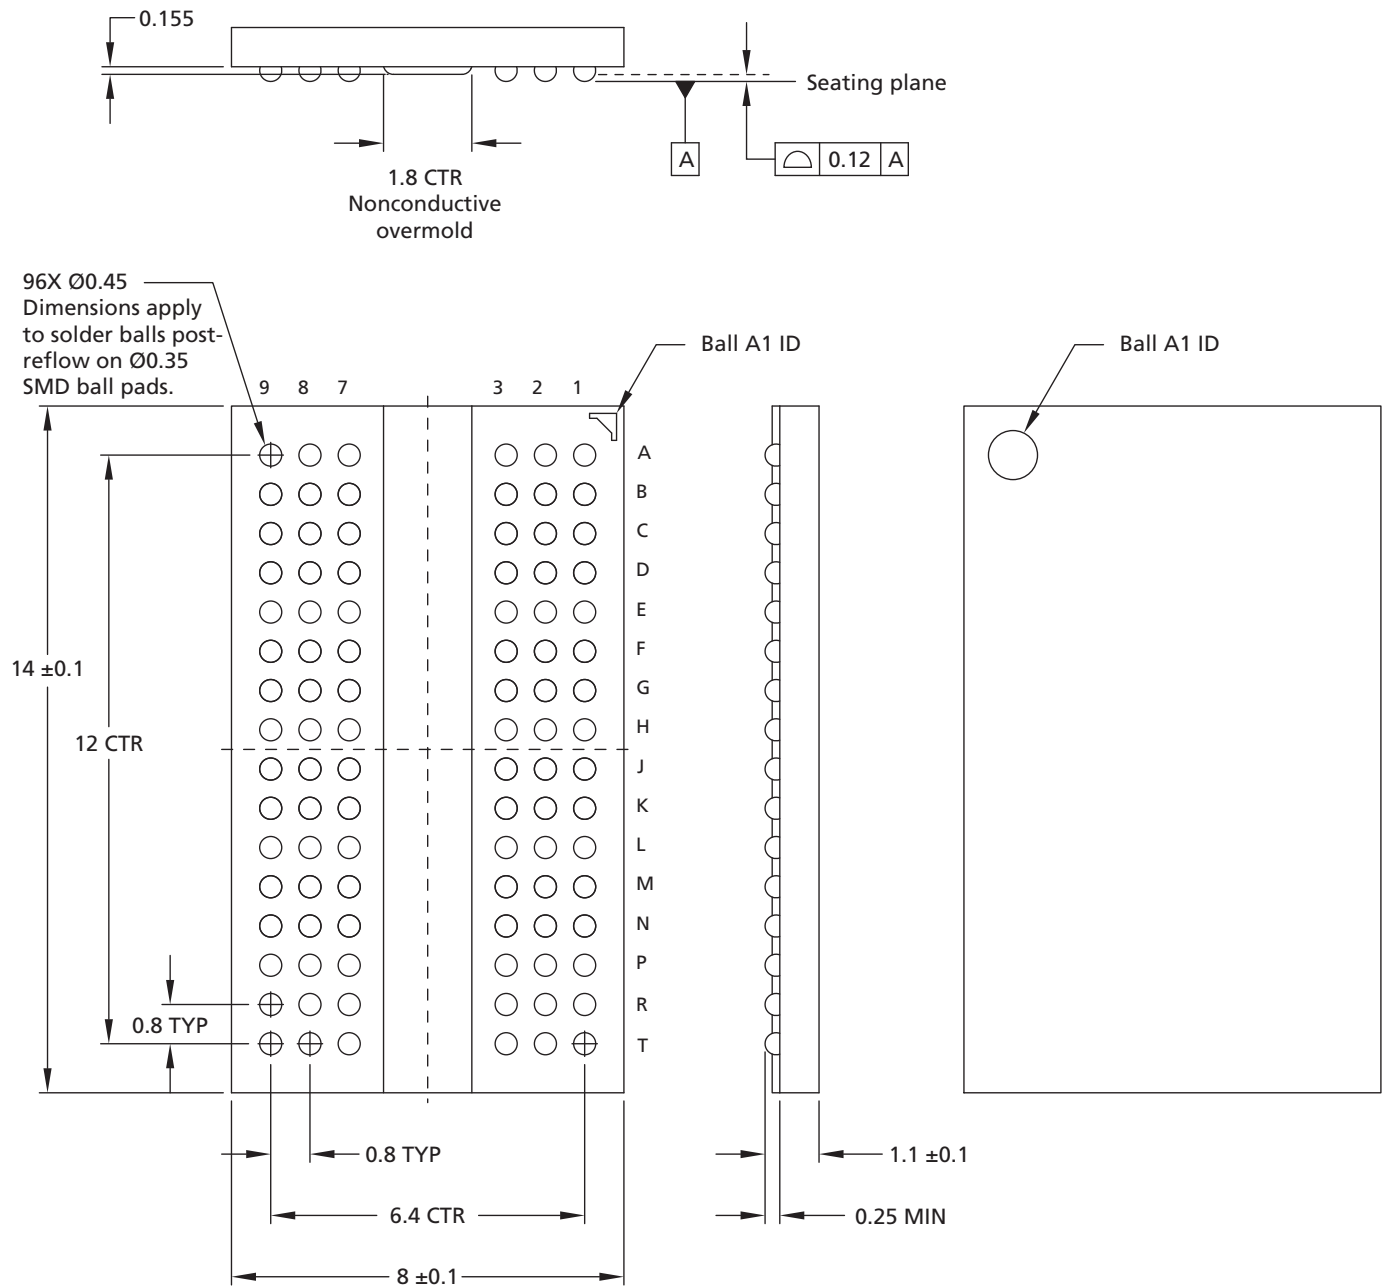 0.155
Seating plane
A
0.12 A
1.8 CTR
Nonconductive
overmold
96X Ø0.45
Dimensions apply
to solder balls post-
reflow on Ø0.35
SMD ball pads.
Ball A1 ID
Ball A1 ID
9 8 7 3 2 1
A
B
C
D
E
F
G
H
J
K
L
M
N
P
R
T
14 ±0.1
12 CTR
0.8 TYP
0.8 TYP
1.1 ±0.1
6.4 CTR
0.25 MIN
8 ±0.1